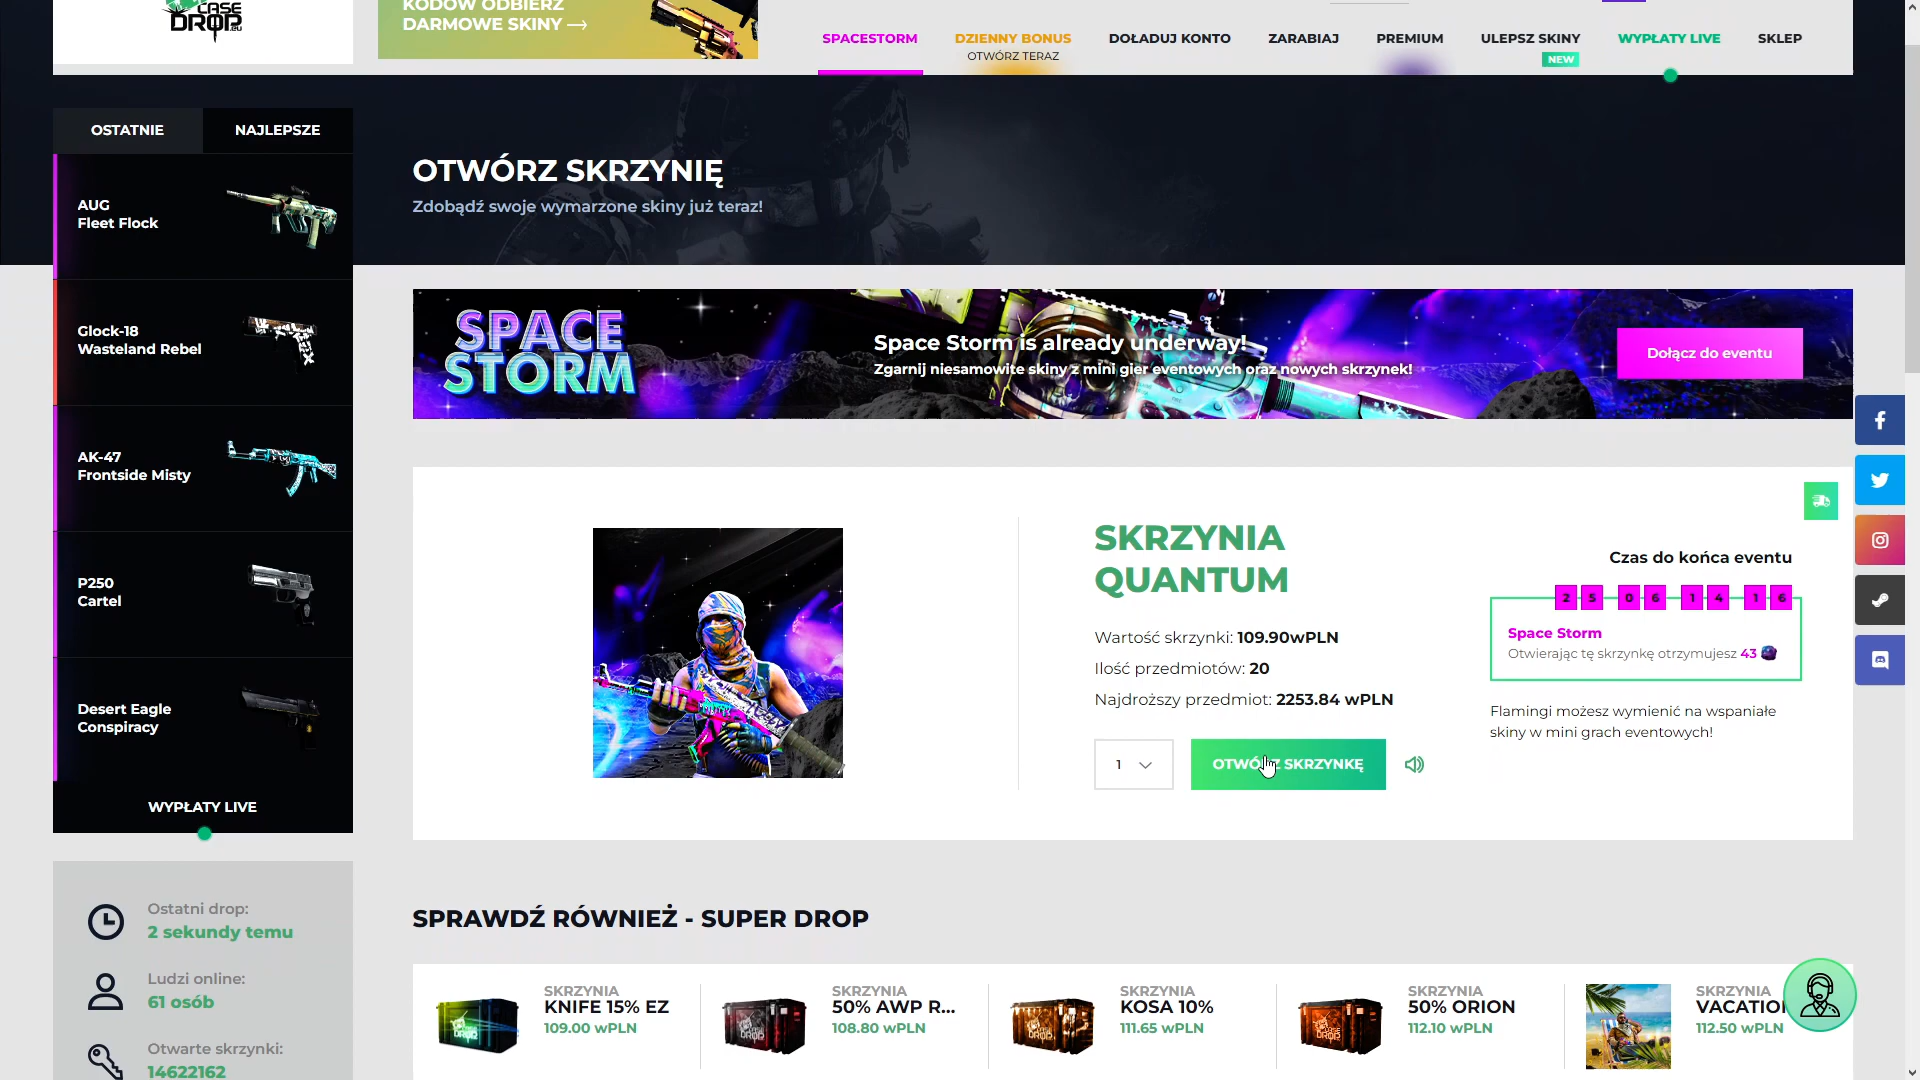 CASE
DROP.eu
KODÓW ODBIERZ
DARMOWE SKINY →
SPACESTORM
DZIENNY BONUS
OTWÓRZ TERAZ
DOŁADUJ KONTO
ZARABIAJ
PREMIUM
ULEPSZ SKINY
NEW
WYPŁATY LIVE
SKLEP
OSTATNIE
NAJLEPSZE
AUG
Fleet Flock
Glock-18
Wasteland Rebel
AK-47
Frontside Misty
P250
Cartel
Desert Eagle
Conspiracy
WYPŁATY LIVE
Ostatni drop:
2 sekundy temu
Ludzi online:
61 osób
Otwarte skrzynki:
14622162
OTWÓRZ SKRZYNIĘ
Zdobądź swoje wymarzone skiny już teraz!
SPACE
STORM
Space Storm is already underway!
Zgarnij niesamowite skiny z mini gier eventowych oraz nowych skrzynek!
Dołącz do eventu
SKRZYNIA
QUANTUM
Wartość skrzynki: 109.90wPLN
Ilość przedmiotów: 20
Najdroższy przedmiot: 2253.84 wPLN
1
OTWÓRZ SKRZYNKĘ
Czas do końca eventu
2 5 0 6 1 4 1 6
Space Storm
Otwierając tę skrzynkę otrzymujesz 43
Flamingi możesz wymienić na wspaniałe
skiny w mini grach eventowych!
SPRAWDŹ RÓWNIEŻ - SUPER DROP
SKRZYNIA
KNIFE 15% EZ
109.00 wPLN
SKRZYNIA
50% AWP R...
108.80 wPLN
SKRZYNIA
KOSA 10%
111.65 wPLN
SKRZYNIA
50% ORION
112.10 wPLN
SKRZYNIA
112.50 wPLN